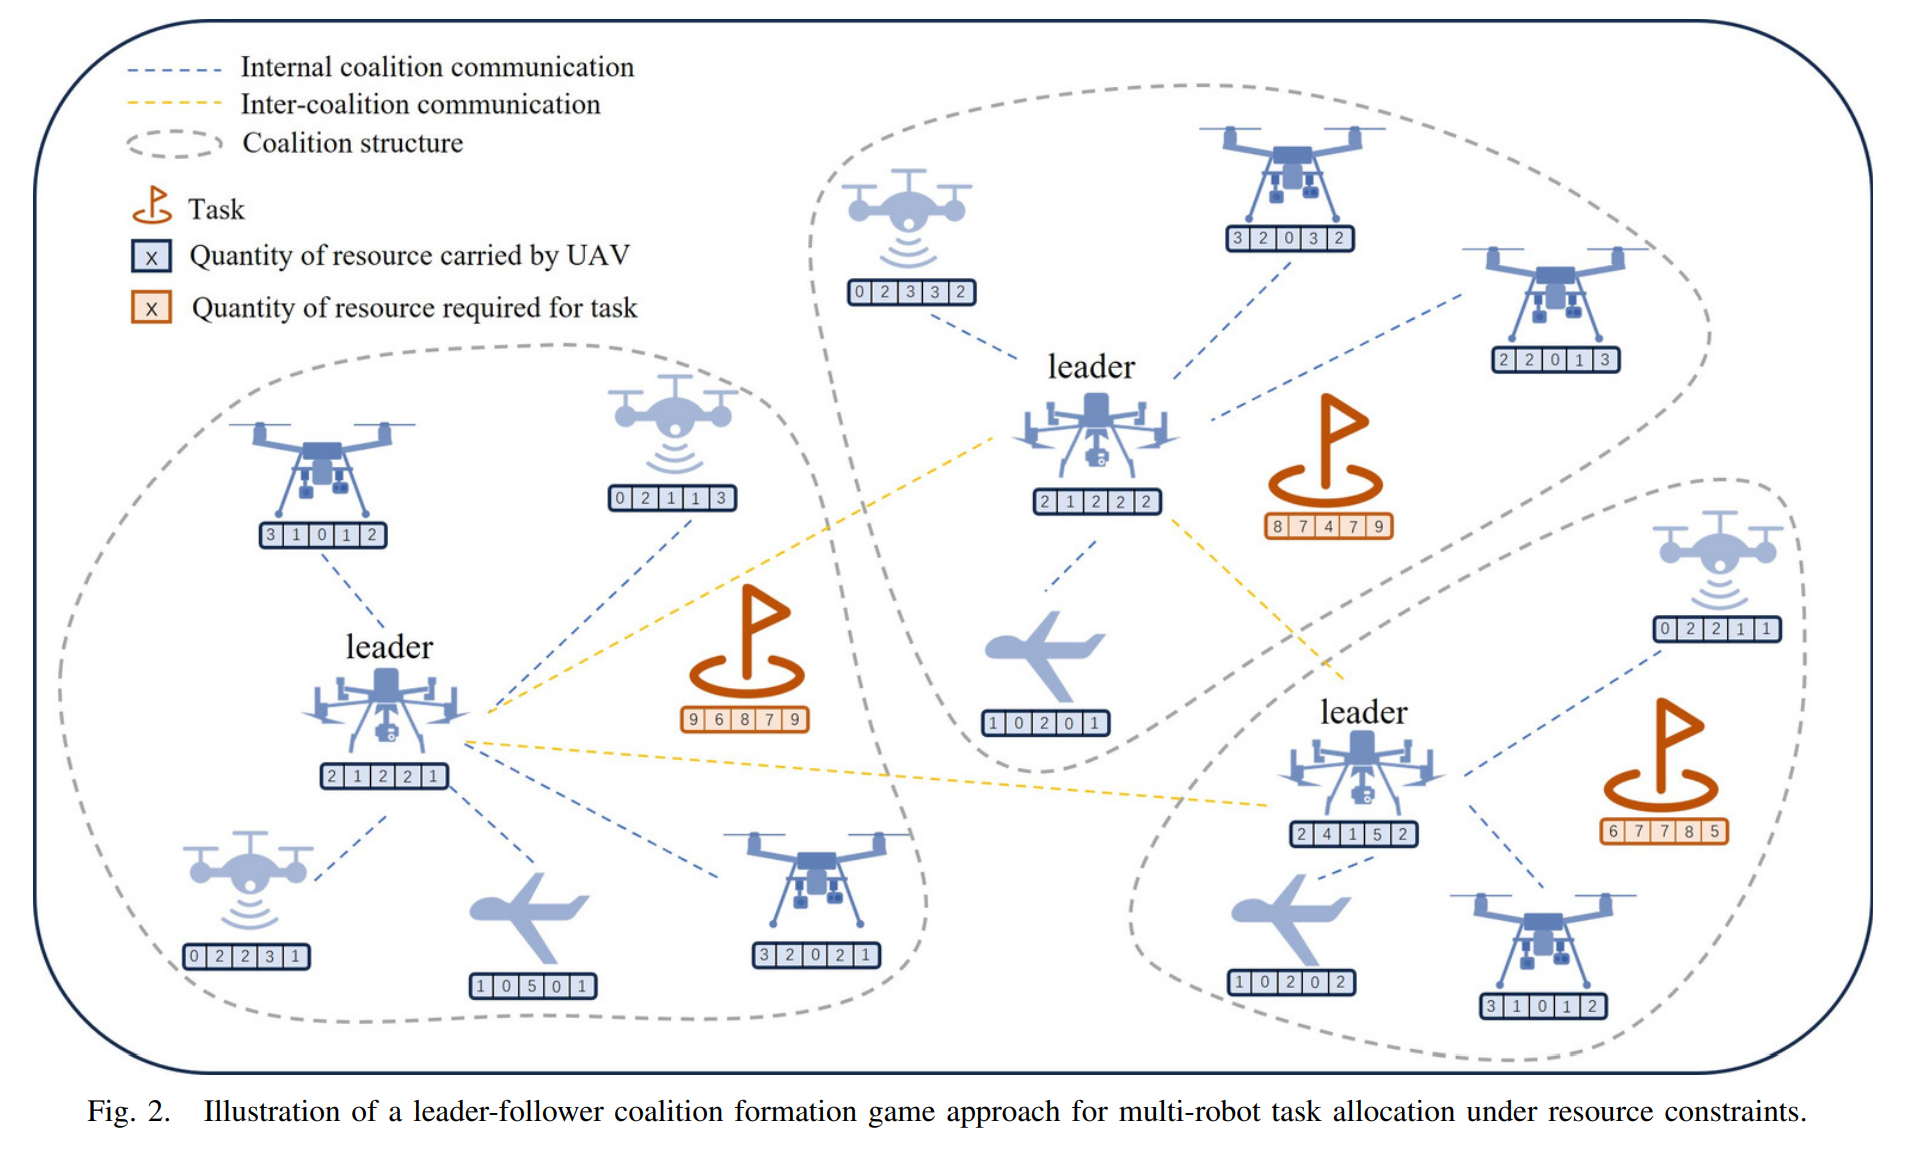 Internal coalition communication
Inter-coalition communication
Coalition structure
Task
x Quantity of resource carried by UAV
x Quantity of resource required for task
3 2 0 3 2
0 2 3 3 2
2 2 0 1 3
leader
2 1 2 2 2
8 7 4 7 9
1 0 2 0 1
0 2 1 1 3
3 1 0 1 2
leader
9 6 8 7 9
2 1 2 2 1
0 2 2 3 1
1 0 5 0 1
3 2 0 2 1
0 2 2 1 1
leader
6 7 7 8 5
2 4 1 5 2
1 0 2 0 2
3 1 0 1 2
Fig. 2. Illustration of a leader-follower coalition formation game approach for multi-robot task allocation under resource constraints.